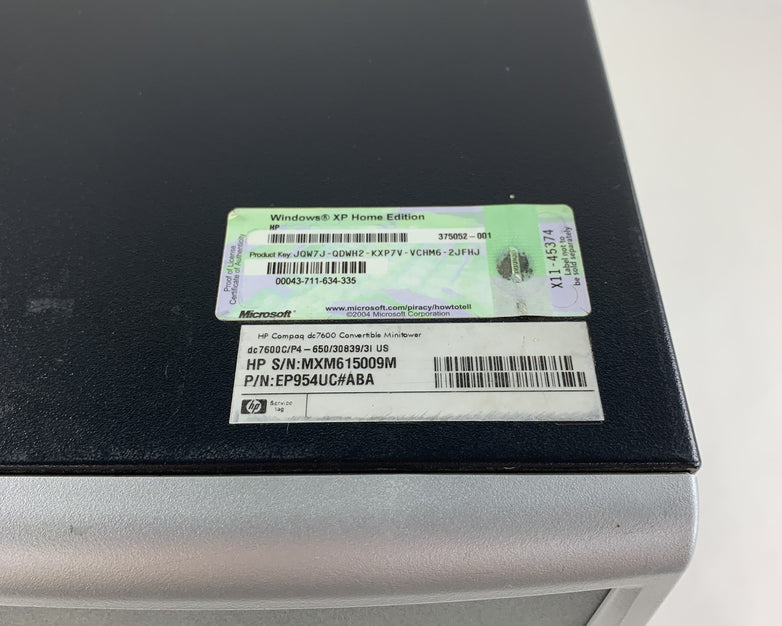 Windows® XP Home Edition
HP
375052-001
Product Key: JQW7J-QDWH2-KXP7V-VCHM6-2JFHJ
00043-711-634-335
www.microsoft.com/piracy/howtotell
Microsoft® ©2004 Microsoft Corporation
Proof of License
Certificate of Authenticity
X11-45374
Label not to
be sold separately
HP Compaq dc7600 Convertible Minitower
dc7600C/P4-650/30839/3I US
HP S/N:MXM615009M
P/N:EP954UC#ABA
hp Service
Tag